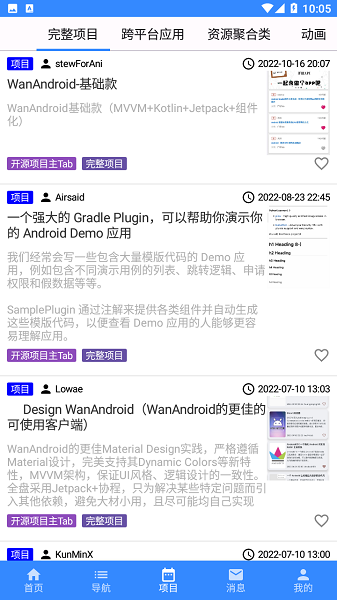 10:05
完整项目 跨平台应用 资源聚合类 动画
项目 stewForAni 2022-10-16 20:07
WanAndroid-基础款
WanAndroid基础款（MVVM+Kotlin+Jetpack+组件
化）
开源项目主Tab 完整项目
项目 Airsaid 2022-08-23 22:45
一个强大的 Gradle Plugin，可以帮助你演示你
的 Android Demo 应用
我们经常会写一些包含大量模版代码的 Demo 应
用，例如包含不同演示用例的列表、跳转逻辑、申请
权限和假数据等等。
SamplePlugin 通过注解来提供各类组件并自动生成
这些模版代码，以便查看 Demo 应用的人能够更容
易理解应用。
开源项目主Tab 完整项目
项目 Lowae 2022-07-10 13:03
Design WanAndroid（WanAndroid的更佳的
可使用客户端）
WanAndroid的更佳Material Design实践，严格遵循
Material设计，完美支持其Dynamic Colors等新特
性，MVVM架构，保证UI风格、逻辑设计的一致性。
全盘采用Jetpack+协程，只为解决某些特定问题而引
入其他依赖，避免大材小用，且尽可能均自己实现
开源项目主Tab 完整项目
项目 KunMinX 2022-07-10 13:00
首页 导航 项目 消息 我的